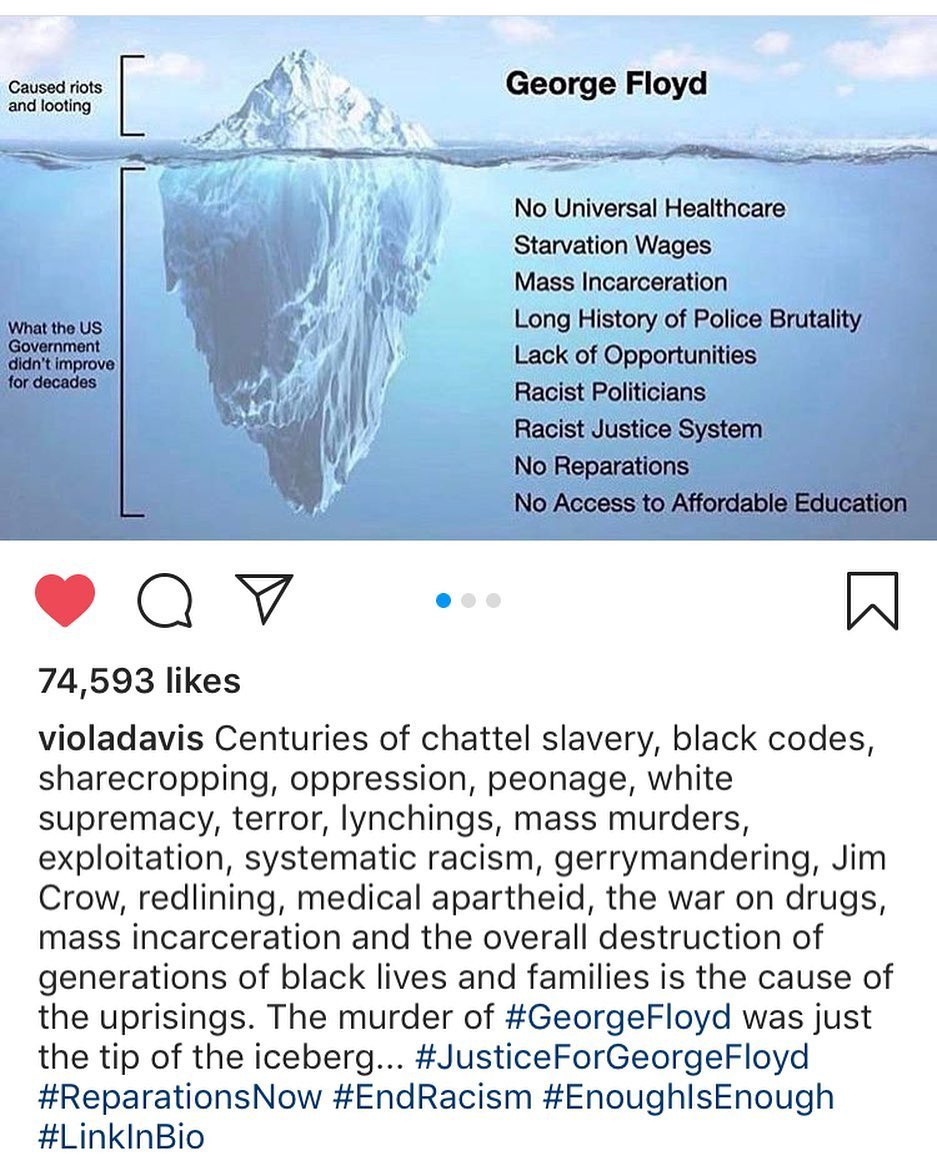 Caused riots
and looting
George Floyd
What the US
Government
didn't improve
for decades
No Universal Healthcare
Starvation Wages
Mass Incarceration
Long History of Police Brutality
Lack of Opportunities
Racist Politicians
Racist Justice System
No Reparations
No Access to Affordable Education
74,593 likes
violadavis Centuries of chattel slavery, black codes,
sharecropping, oppression, peonage, white
supremacy, terror, lynchings, mass murders,
exploitation, systematic racism, gerrymandering, Jim
Crow, redlining, medical apartheid, the war on drugs,
mass incarceration and the overall destruction of
generations of black lives and families is the cause of
the uprisings. The murder of #GeorgeFloyd was just
the tip of the iceberg... #JusticeForGeorgeFloyd
#ReparationsNow #EndRacism #EnoughIsEnough
#LinkInBio